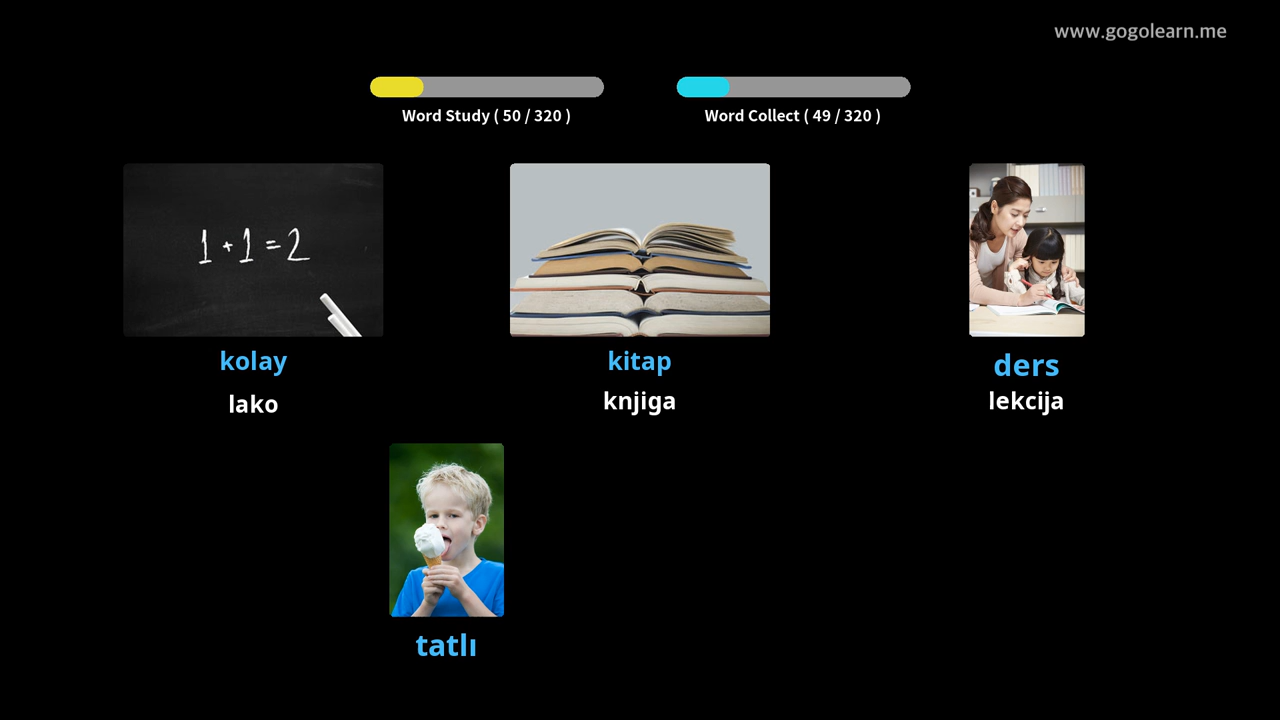 www.gogolearn.me
Word Study ( 50 / 320 )
Word Collect ( 49 / 320 )
1 + 1 = 2
kolay
kitap
ders
lako
knjiga
lekcija
tatlı